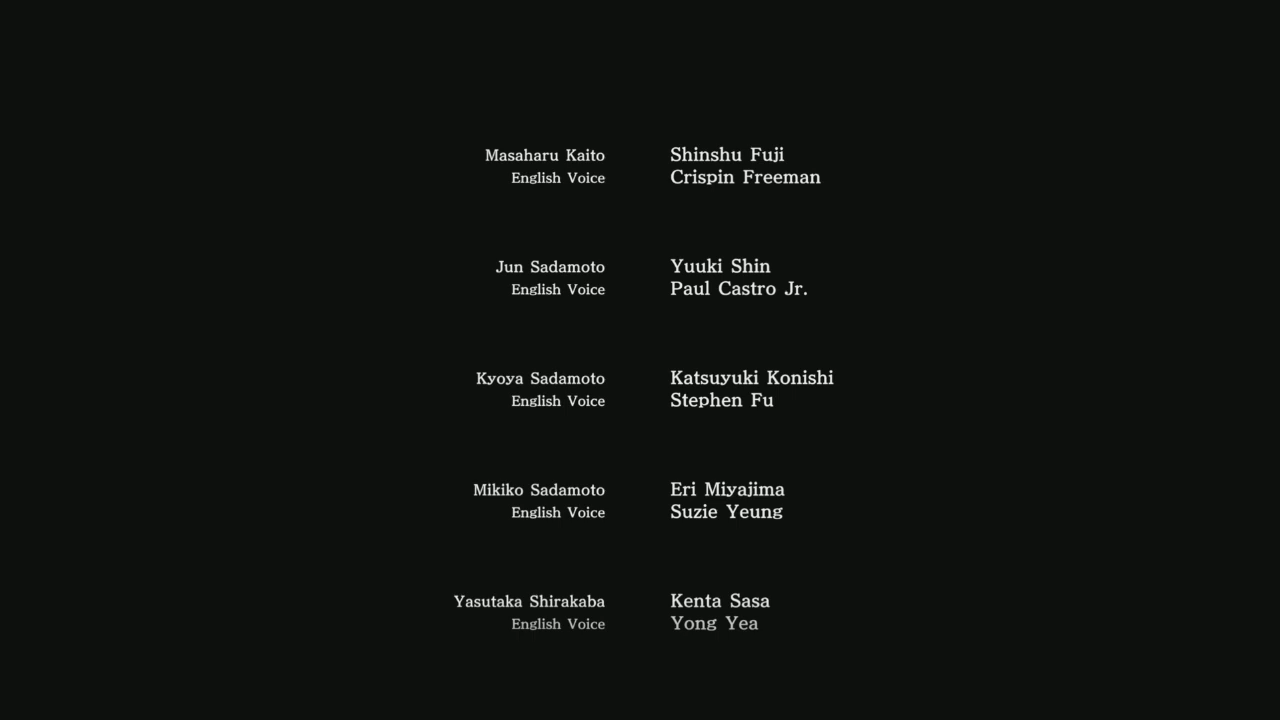 Masaharu Kaito Shinshu Fuji
English Voice Crispin Freeman
Jun Sadamoto Yuuki Shin
English Voice Paul Castro Jr.
Kyoya Sadamoto Katsuyuki Konishi
English Voice Stephen Fu
Mikiko Sadamoto Eri Miyajima
English Voice Suzie Yeung
Yasutaka Shirakaba Kenta Sasa
English Voice Yong Yea